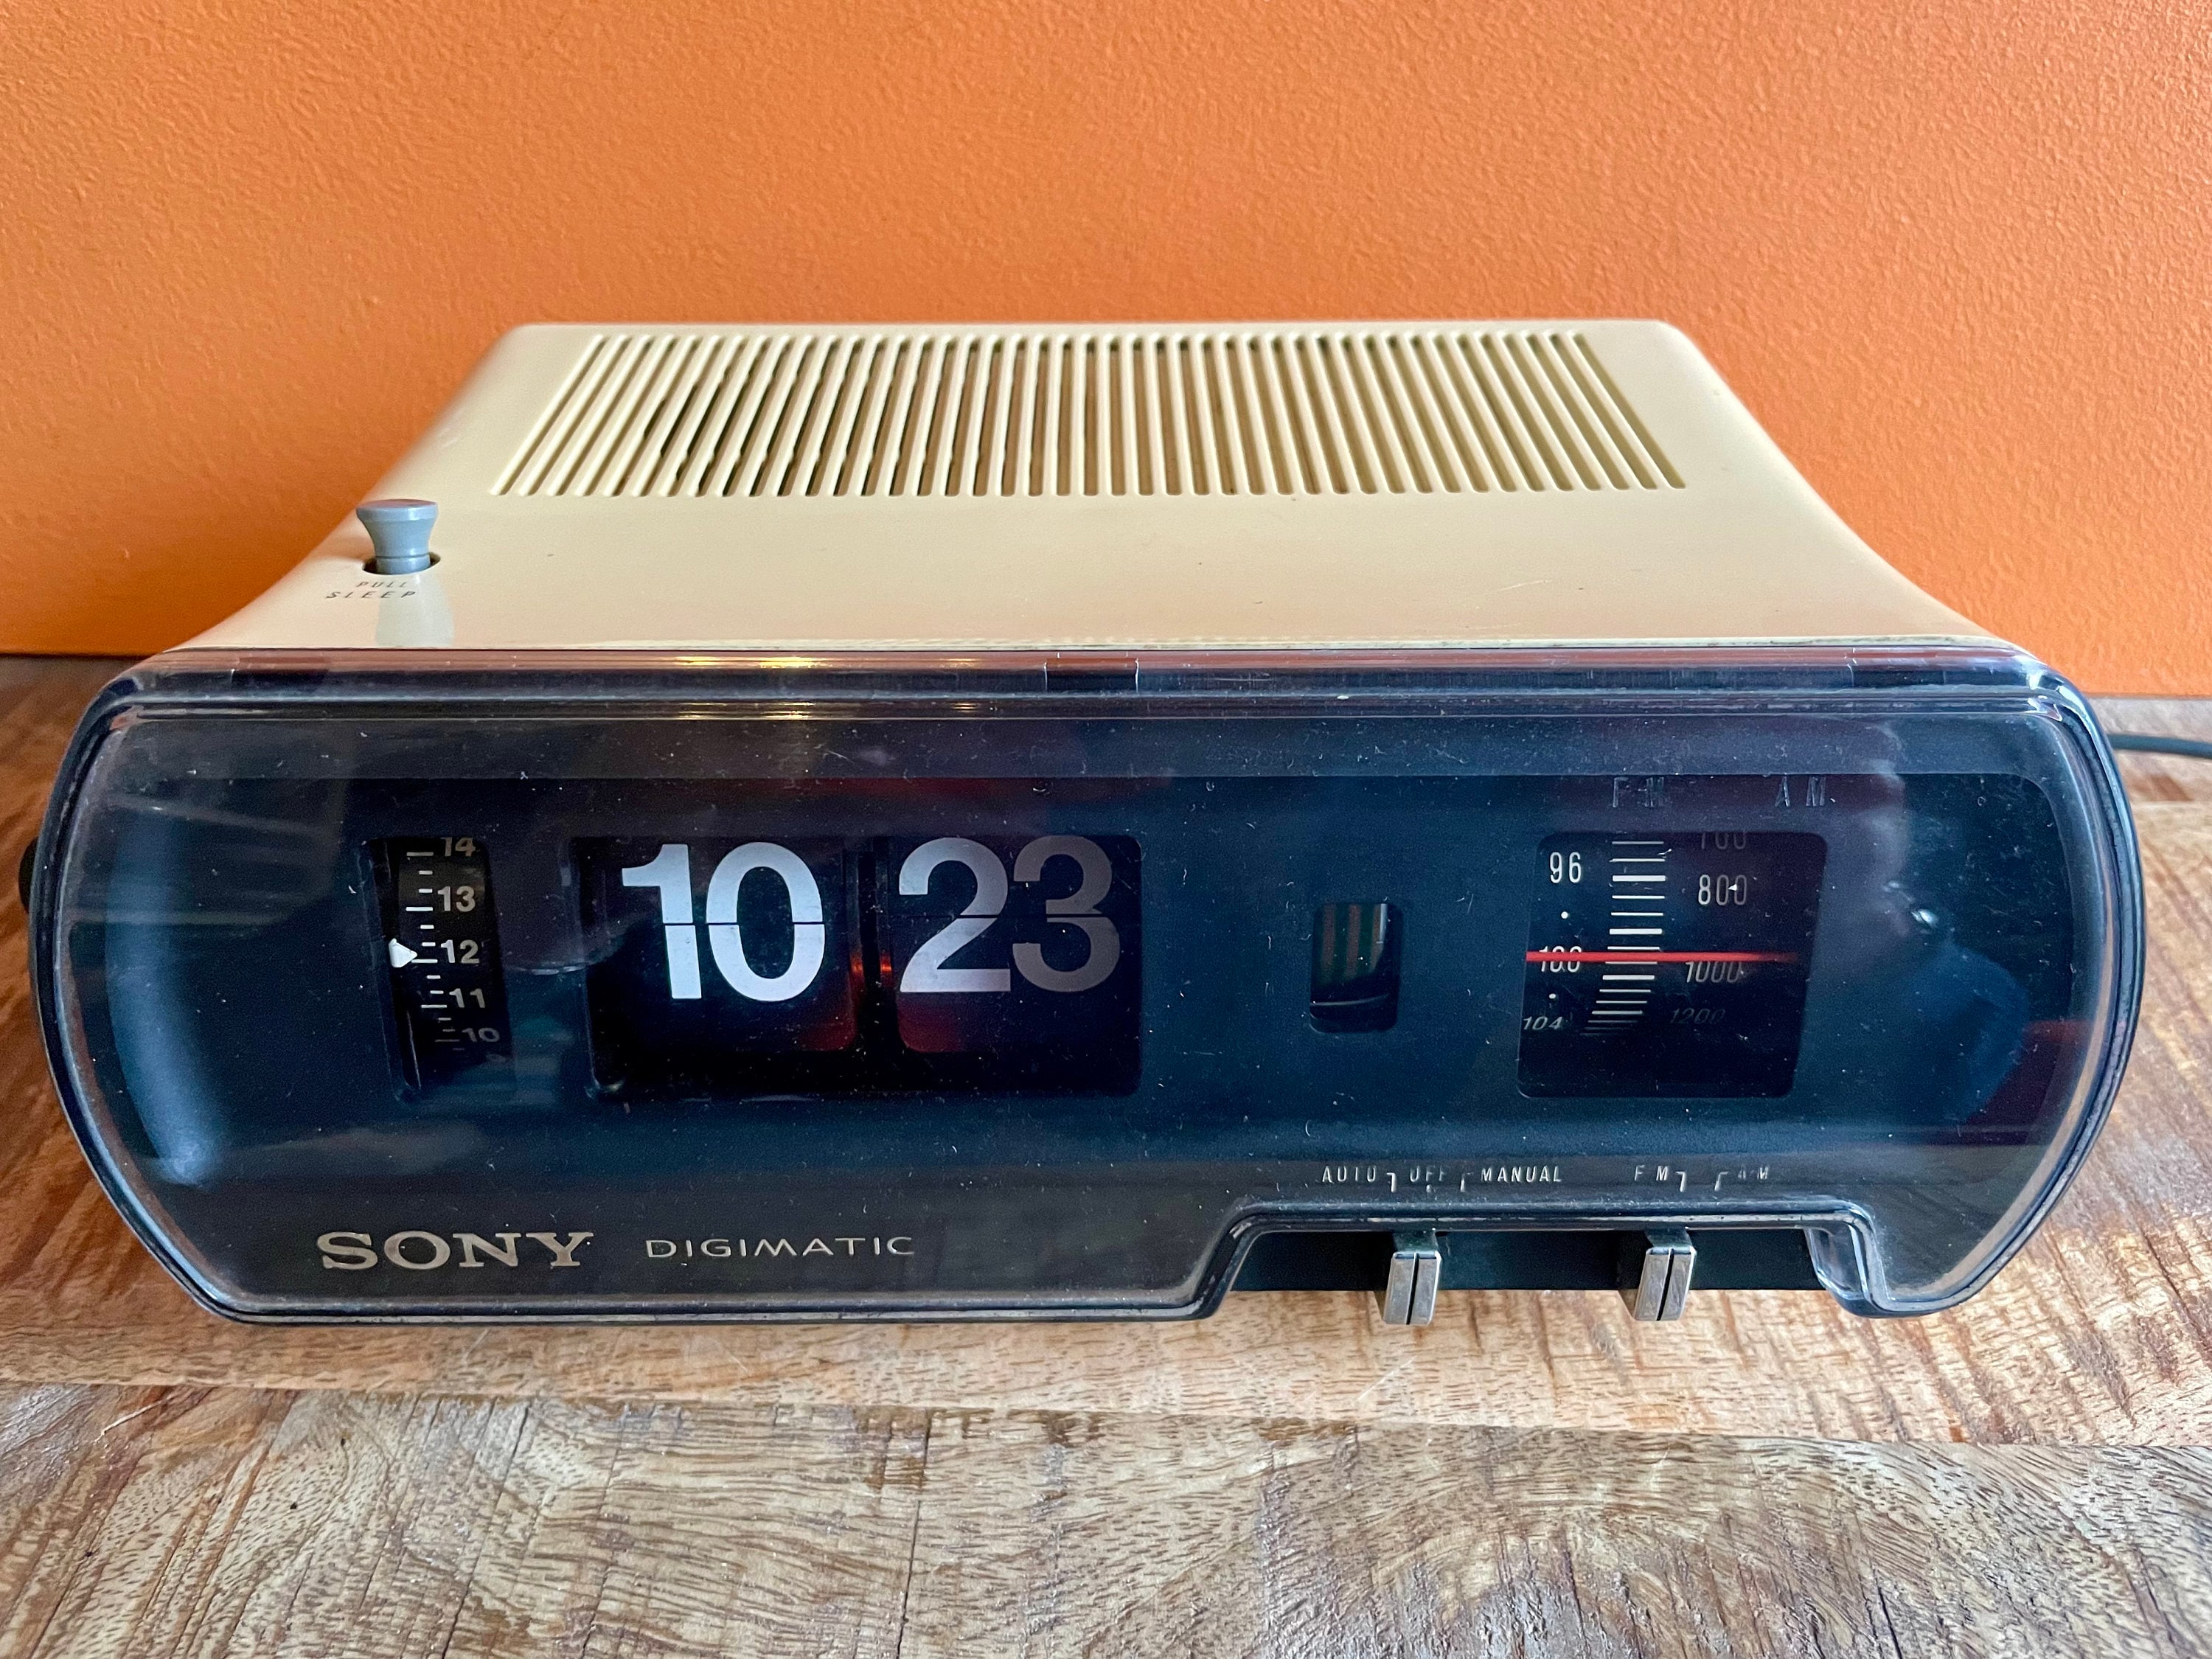 PULL
SLEEP
FM AM
14
13
12
11
10
10 23
96 800
100 1000
104 1200
AUTO OFF MANUAL FM AM
SONY DIGIMATIC